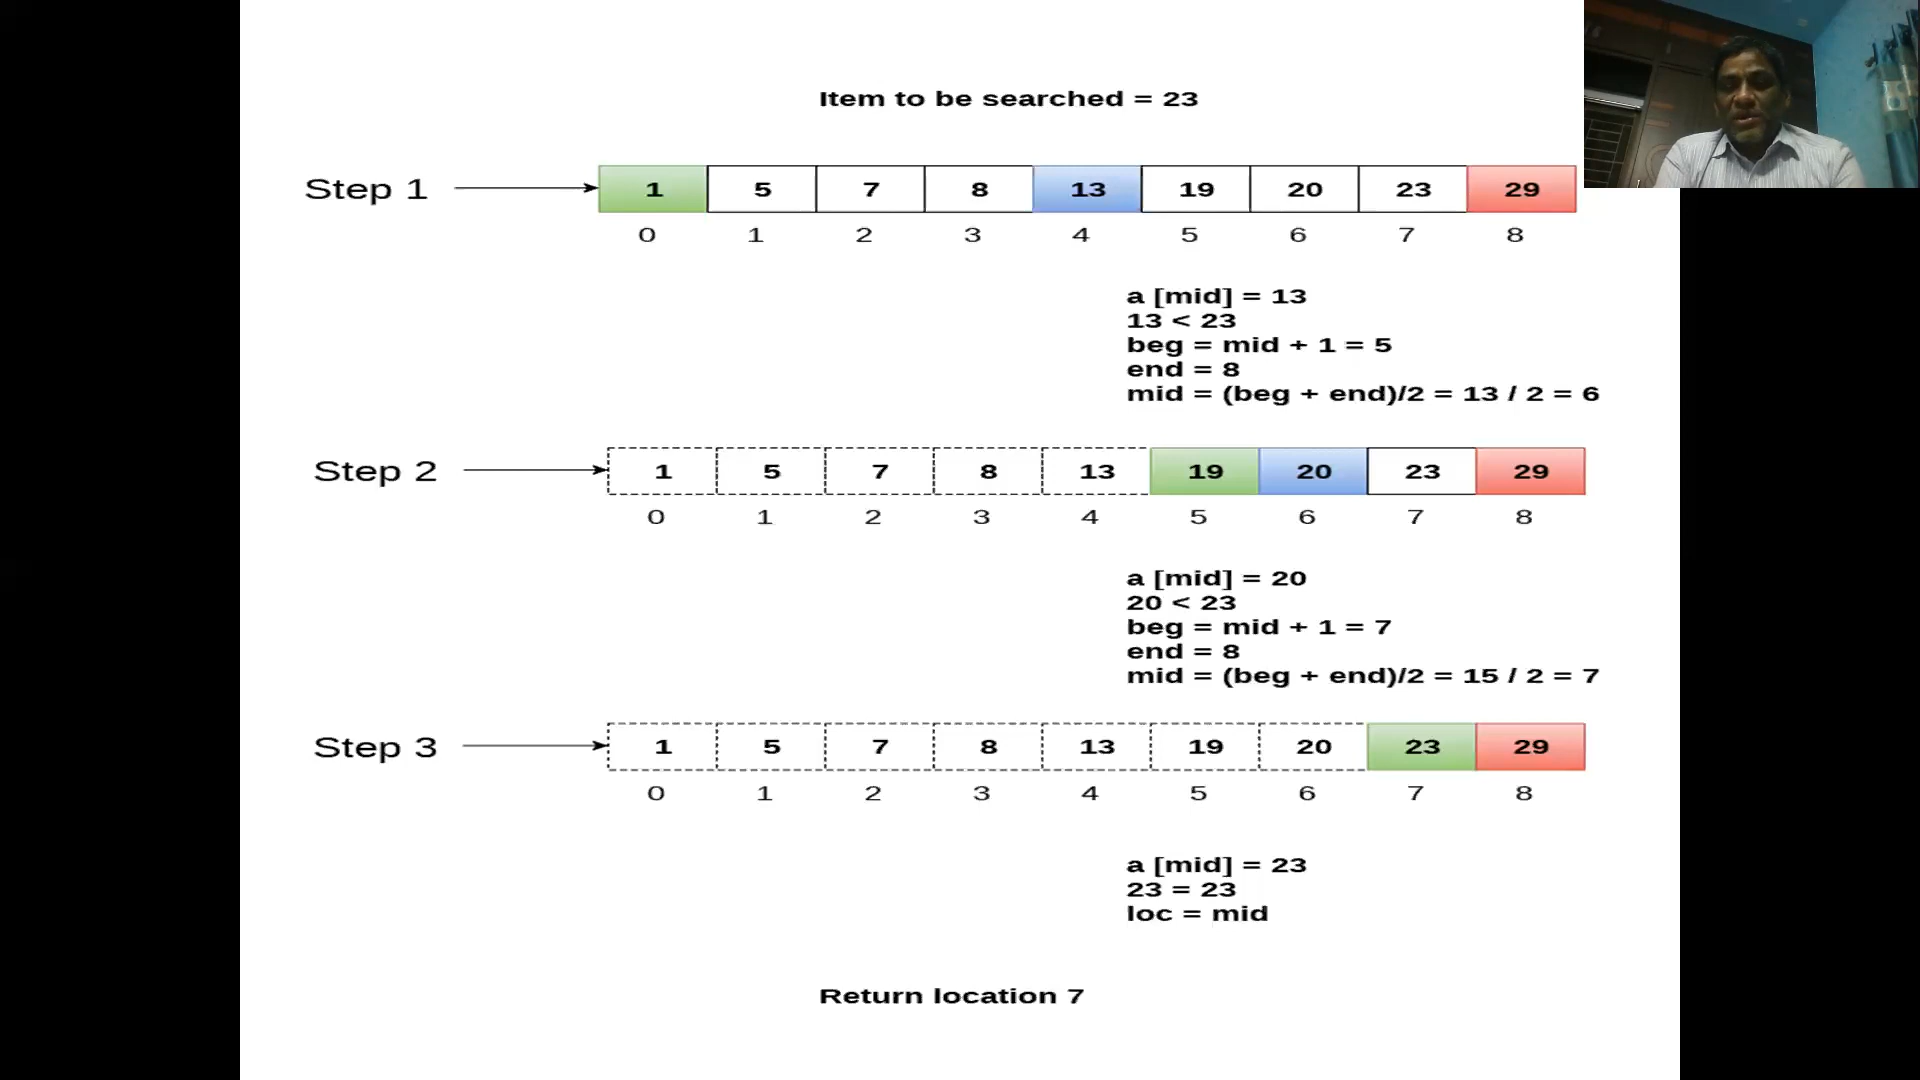 Item to be searched = 23
Step 1
1 5 7 8 13 19 20 23 29
0 1 2 3 4 5 6 7 8
a [mid] = 13
13 < 23
beg = mid + 1 = 5
end = 8
mid = (beg + end)/2 = 13 / 2 = 6
Step 2
1 5 7 8 13 19 20 23 29
0 1 2 3 4 5 6 7 8
a [mid] = 20
20 < 23
beg = mid + 1 = 7
end = 8
mid = (beg + end)/2 = 15 / 2 = 7
Step 3
1 5 7 8 13 19 20 23 29
0 1 2 3 4 5 6 7 8
a [mid] = 23
23 = 23
loc = mid
Return location 7